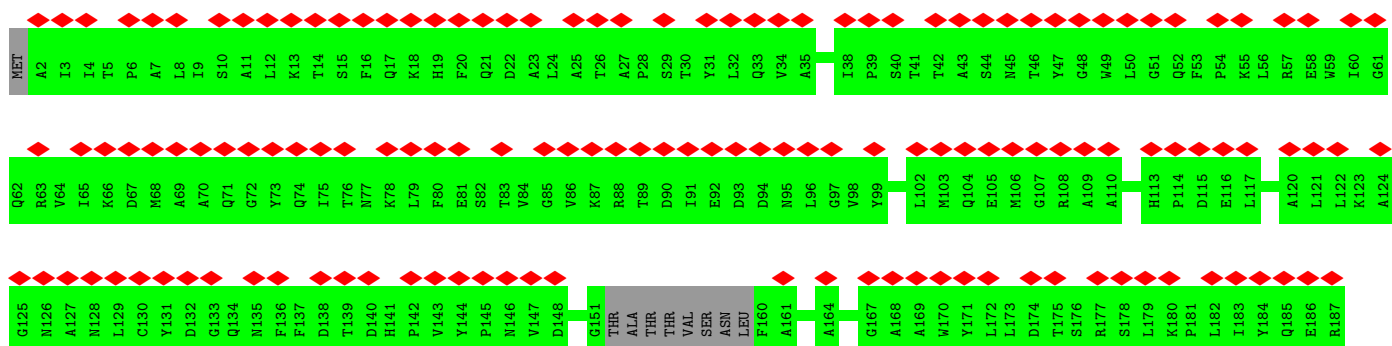 MET A2 I3 I4 T5 P6 A7 L8 I9 S10 A11 L12 K13 T14 S15 F16 Q17 K18 H19 F20 Q21 D22 A23 L24 A25 T26 A27 P28 S29 T30 Y31 L32 Q33 V34 A35 I38 P39 S40 T41 T42 A43 S44 N45 T46 Y47 G48 W49 L50 G51 Q52 F53 P54 K55 L56 R57 E58 W59 I60 G61
Q62 R63 V64 I65 K66 D67 M68 A69 A70 Q71 G72 Y73 Q74 I75 T76 N77 K78 L79 F80 E81 S82 T83 V84 G85 V86 K87 R88 T89 D90 I91 E92 D93 D94 N95 L96 G97 V98 Y99 L102 M103 Q104 E105 M106 G107 R108 A109 A110 H113 P114 D115 E116 L117 A120 L121 L122 K123 A124
G125 N126 A127 N128 L129 C130 Y131 D132 G133 Q134 N135 F136 F137 D138 T139 D140 H141 P142 V143 Y144 P145 N146 V147 D148 G151 THR ALA THR THR VAL SER ASN LEU F160 A161 A164 G167 A168 A169 W170 Y171 L172 L173 D174 T175 S176 R177 S178 L179 K180 P181 L182 I183 Y184 Q185 E186 R187